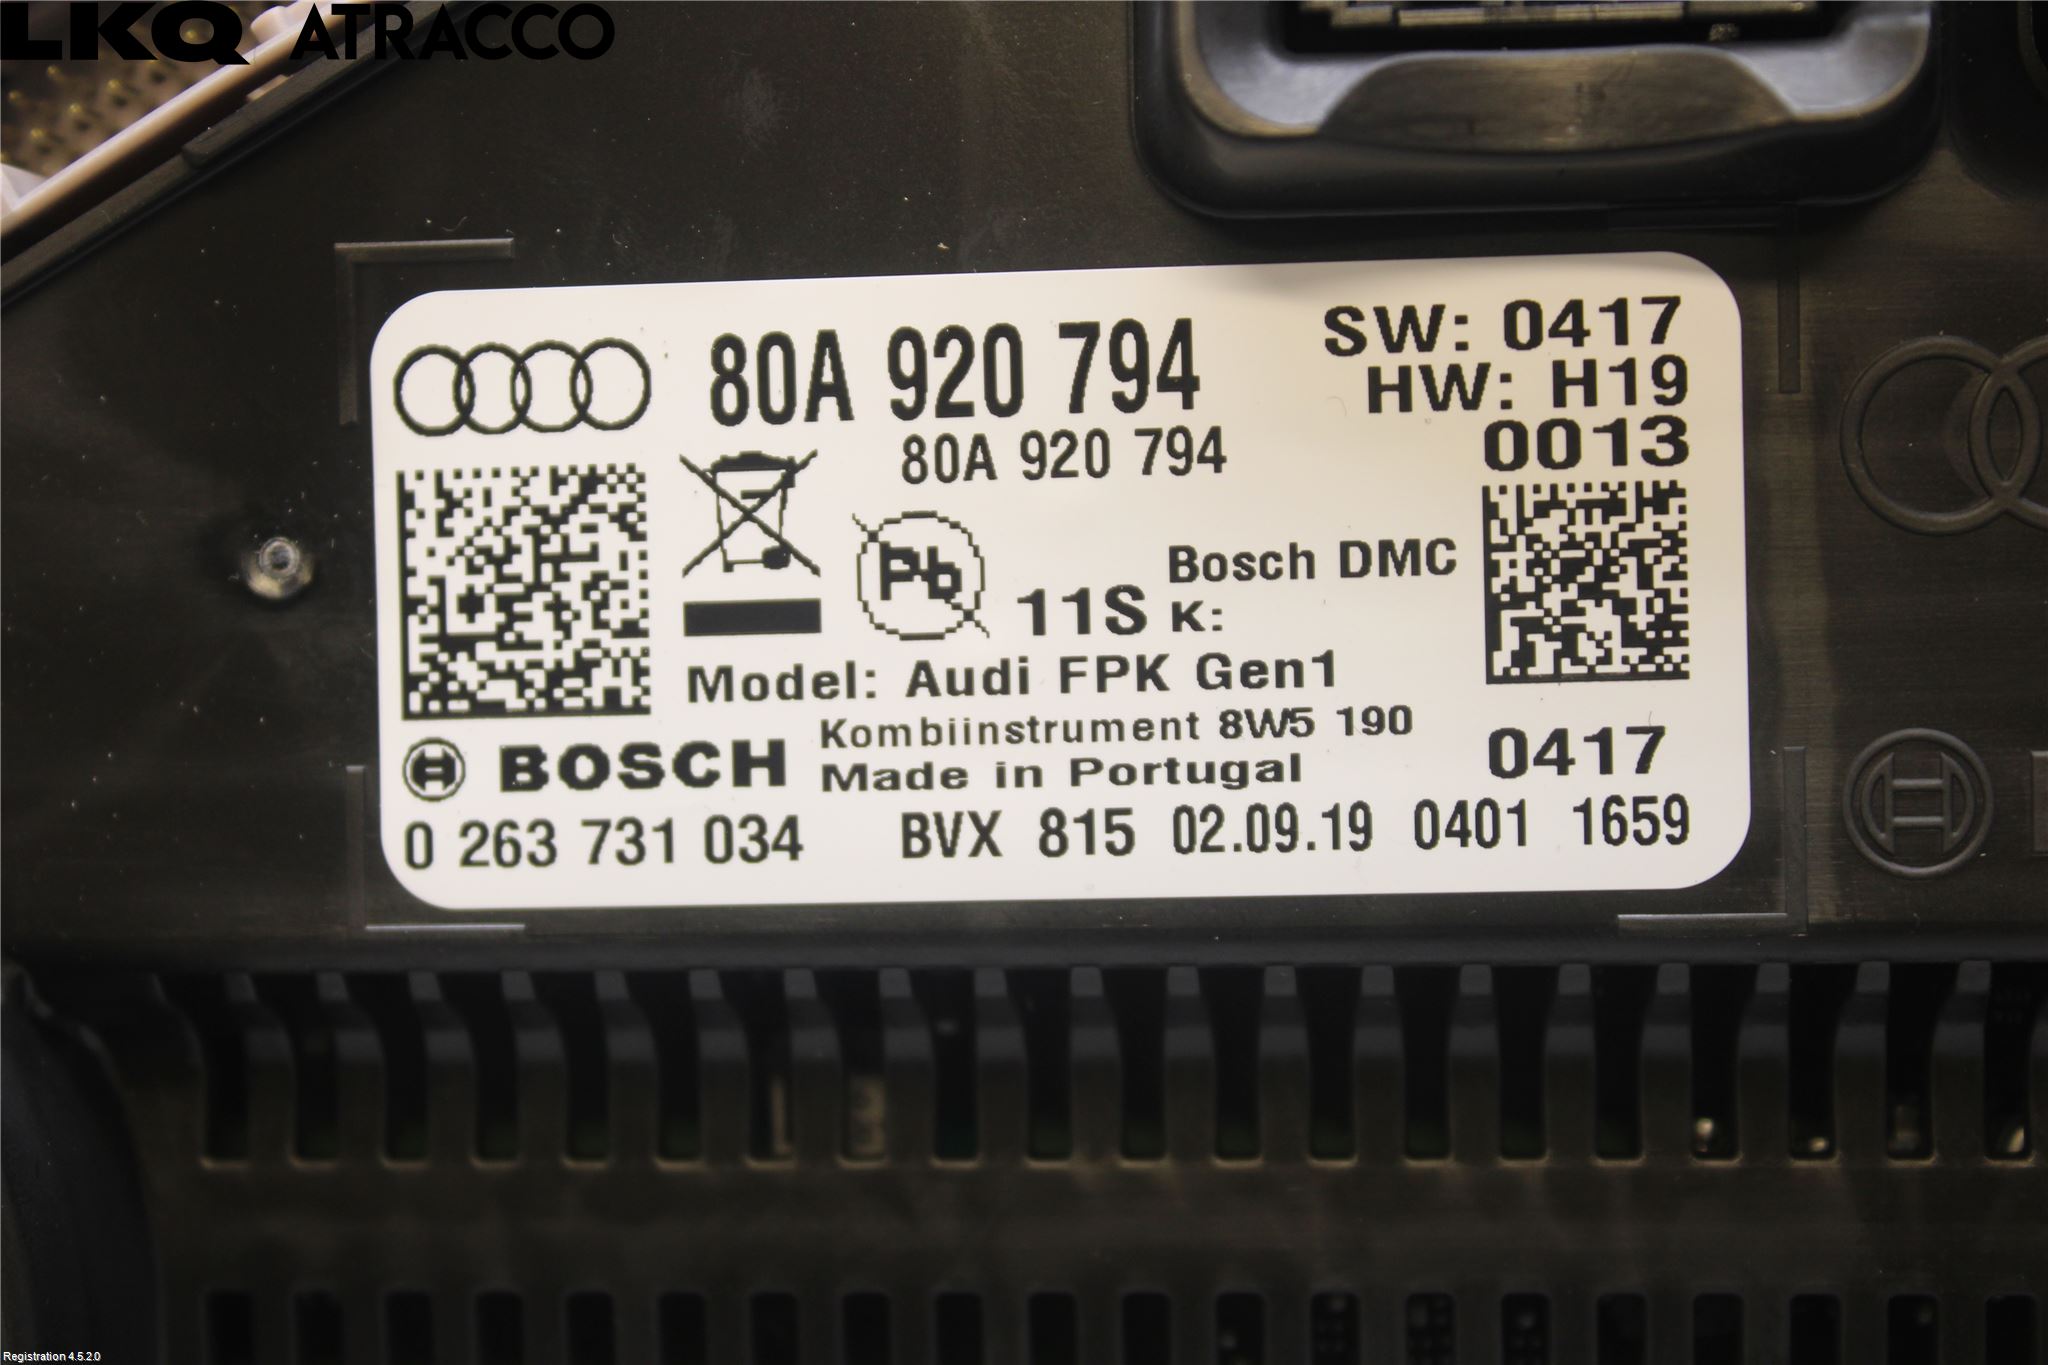 LKQ ATRACCO
80A 920 794
SW: 0417
HW: H19
80A 920 794
0013
Pb
11S
Bosch DMC
K:
Model: Audi FPK Gen1
Kombiinstrument 8W5 190
BOSCH
Made in Portugal
0417
0 263 731 034 BVX 815 02.09.19 0401 1659
Registration 4.5.2.0